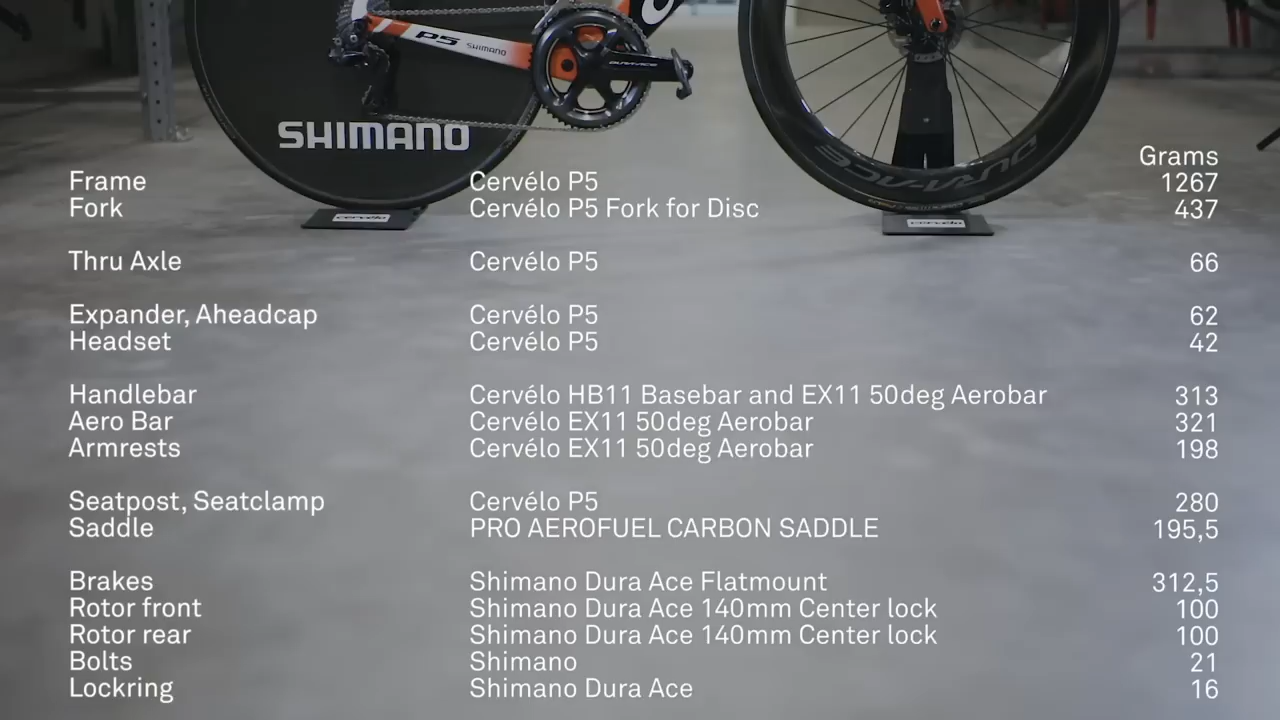 P5 SHIMANO
DURA-ACE
SHIMANO
DURA-ACE
cervélo
cervélo
Grams
Frame Cervélo P5 1267
Fork Cervélo P5 Fork for Disc 437
Thru Axle Cervélo P5 66
Expander, Aheadcap Cervélo P5 62
Headset Cervélo P5 42
Handlebar Cervélo HB11 Basebar and EX11 50deg Aerobar 313
Aero Bar Cervélo EX11 50deg Aerobar 321
Armrests Cervélo EX11 50deg Aerobar 198
Seatpost, Seatclamp Cervélo P5 280
Saddle PRO AEROFUEL CARBON SADDLE 195,5
Brakes Shimano Dura Ace Flatmount 312,5
Rotor front Shimano Dura Ace 140mm Center lock 100
Rotor rear Shimano Dura Ace 140mm Center lock 100
Bolts Shimano 21
Lockring Shimano Dura Ace 16